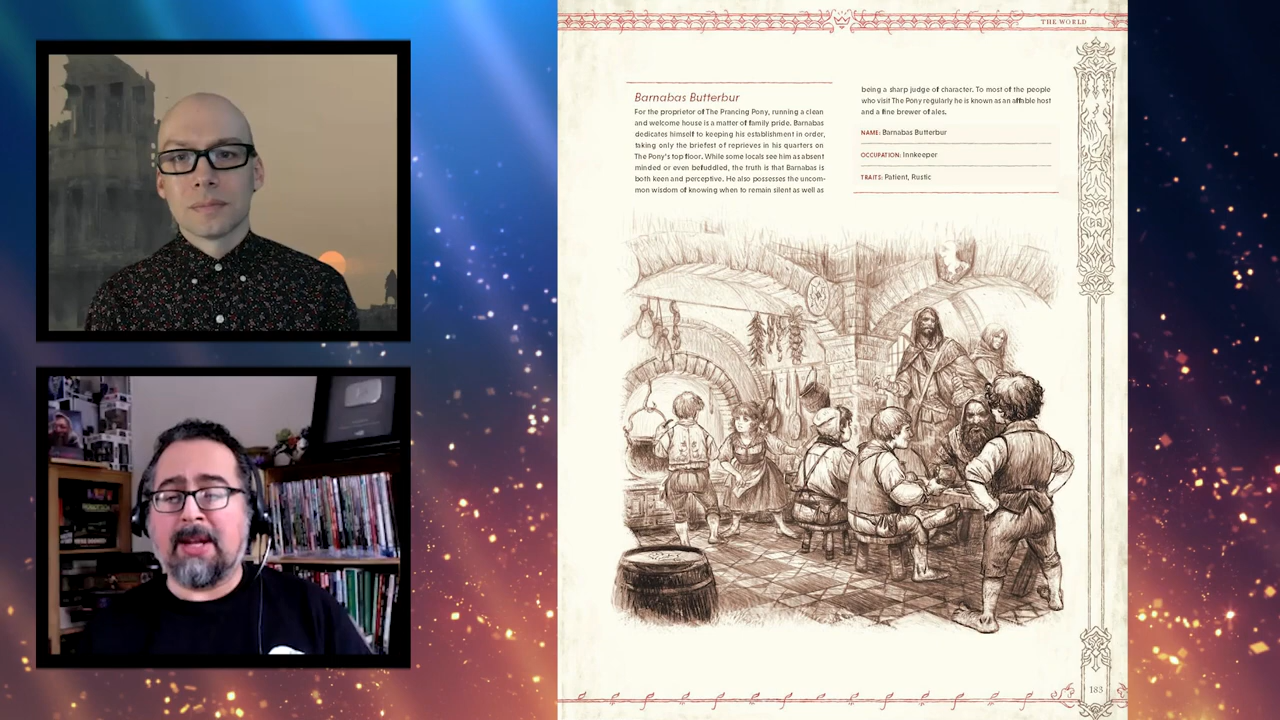 THE WORLD
Barnabas Butterbur
For the proprietor of The Prancing Pony, running a clean
and welcome house is a matter of family pride. Barnabas
dedicates himself to keeping his establishment in order,
taking only the briefest of reprieves in his quarters on
The Pony's top floor. While some locals see him as absent
minded or even befuddled, the truth is that Barnabas is
both keen and perceptive. He also possesses the uncom-
mon wisdom of knowing when to remain silent as well as
being a sharp judge of character. To most of the people
who visit The Pony regularly he is known as an affable host
and a fine brewer of ales.
NAME: Barnabas Butterbur
OCCUPATION: Innkeeper
TRAITS: Patient, Rustic
183